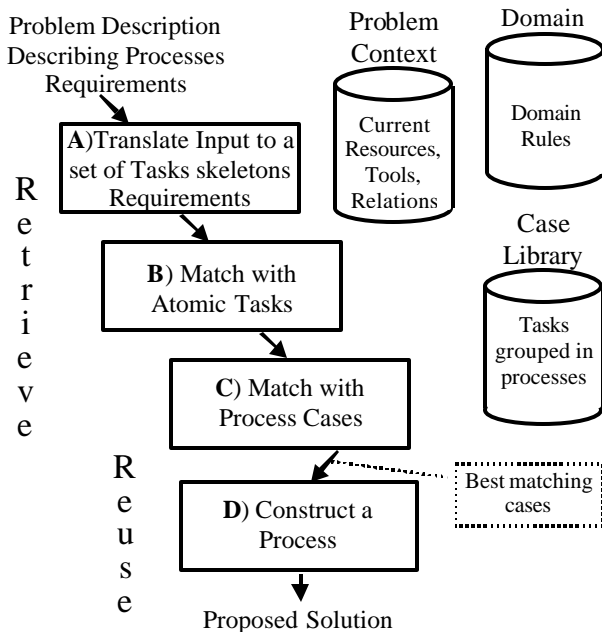 Problem Description
Describing Processes
Requirements
Problem
Context
Domain
A)Translate Input to a
set of Tasks skeletons
Requirements
Current
Resources,
Tools,
Relations
Domain
Rules
Retrieve
B) Match with
Atomic Tasks
Case
Library
Tasks
grouped in
processes
C) Match with
Process Cases
Reuse
Best matching
cases
D) Construct a
Process
Proposed Solution